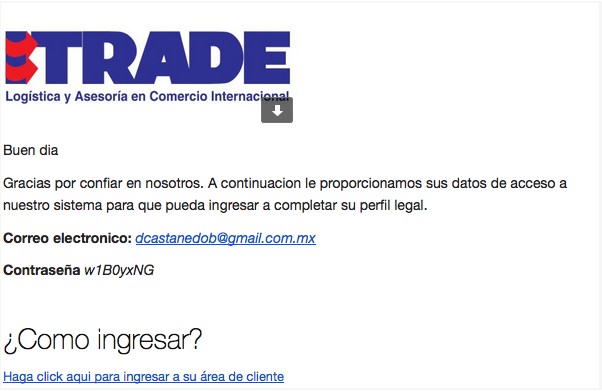 TRADE
Logística y Asesoría en Comercio Internacional
Buen dia
Gracias por confiar en nosotros. A continuacion le proporcionamos sus datos de acceso a
nuestro sistema para que pueda ingresar a completar su perfil legal.
Correo electronico: dcastanedob@gmail.com.mx
Contraseña w1B0yxNG
¿Como ingresar?
Haga click aqui para ingresar a su área de cliente